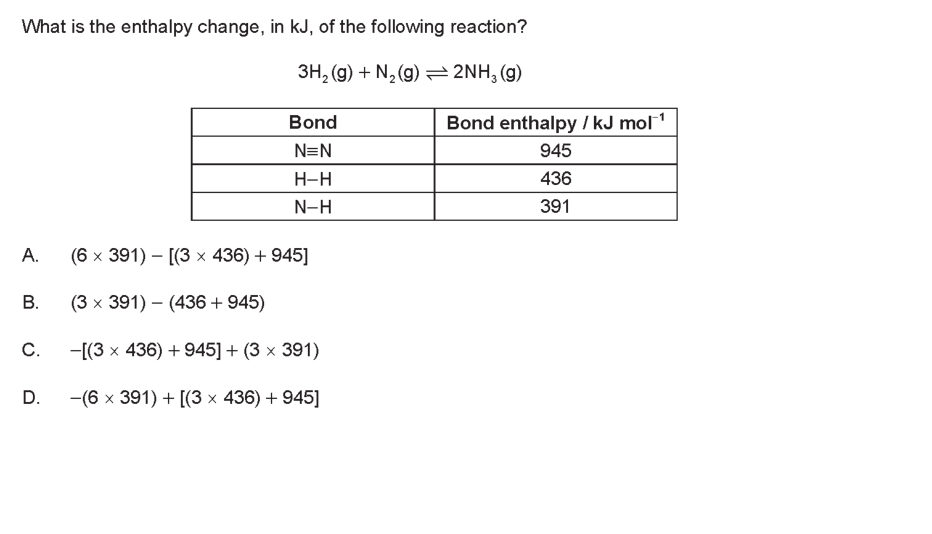 What is the enthalpy change, in kJ, of the following reaction?
3H₂(g) + N₂(g) ⇌ 2NH₃(g)
Bond Bond enthalpy / kJ mol⁻¹
N≡N 945
H–H 436
N–H 391
A. (6 × 391) – [(3 × 436) + 945]
B. (3 × 391) – (436 + 945)
C. –[(3 × 436) + 945] + (3 × 391)
D. –(6 × 391) + [(3 × 436) + 945]